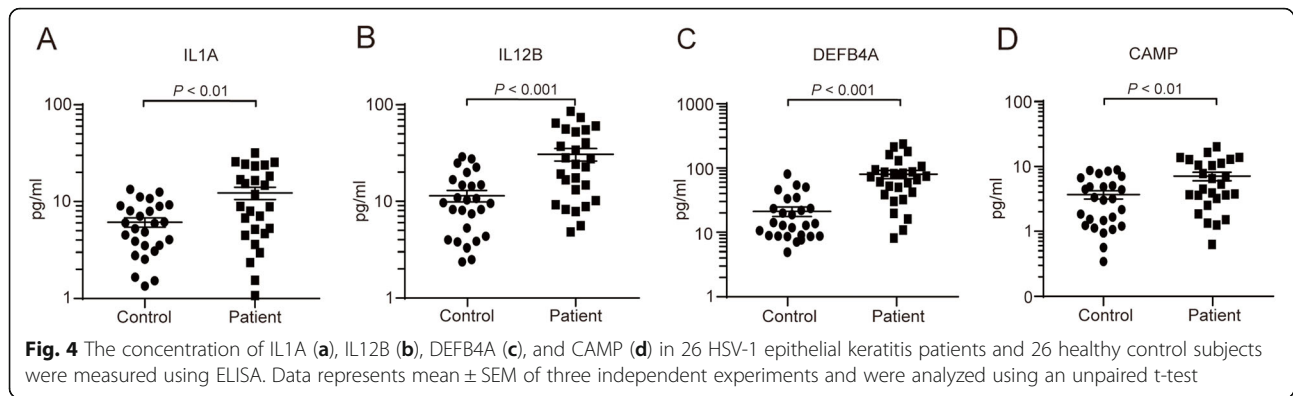 A
IL1A
P < 0.01
100
10
1
pg/ml
Control Patient
B
IL12B
P < 0.001
100
10
1
pg/ml
Control Patient
C
DEFB4A
P < 0.001
1000
100
10
1
pg/ml
Control Patient
D
CAMP
P < 0.01
100
10
1
0
pg/ml
Control Patient
Fig. 4 The concentration of IL1A (a), IL12B (b), DEFB4A (c), and CAMP (d) in 26 HSV-1 epithelial keratitis patients and 26 healthy control subjects
were measured using ELISA. Data represents mean ± SEM of three independent experiments and were analyzed using an unpaired t-test